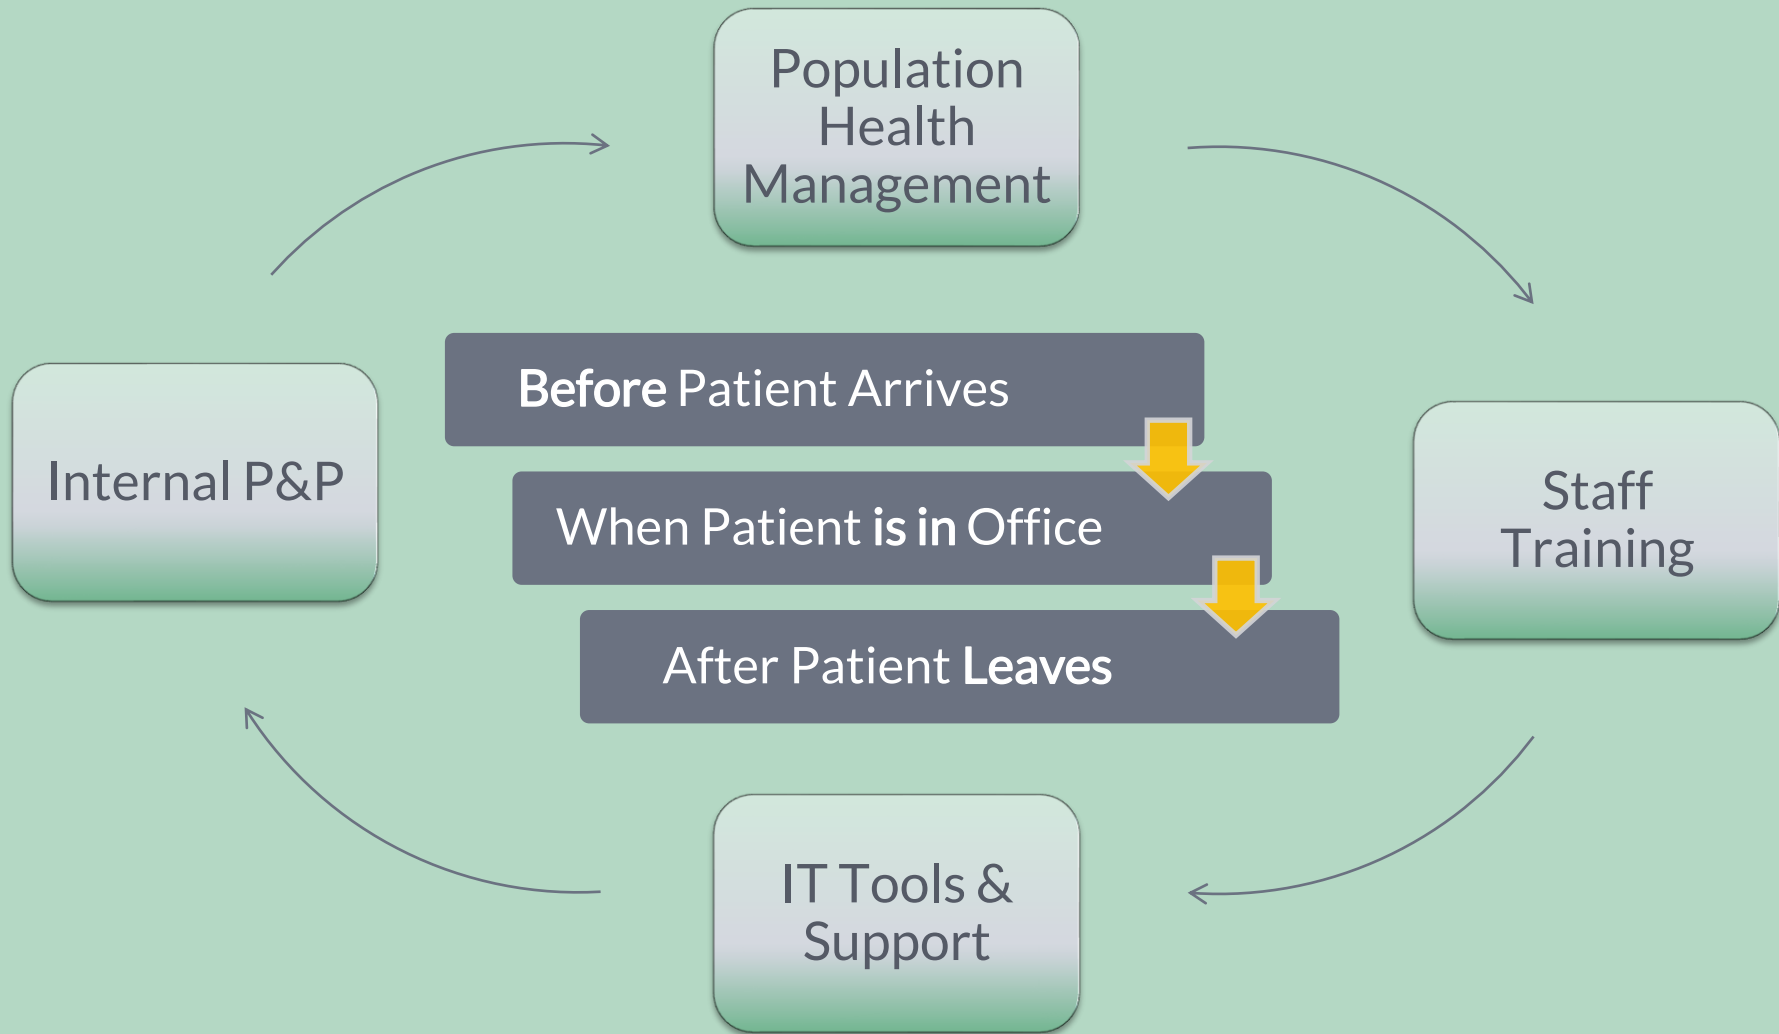 Population
Health
Management
Before Patient Arrives
Internal P&P
When Patient is in Office
Staff
Training
After Patient Leaves
IT Tools &
Support